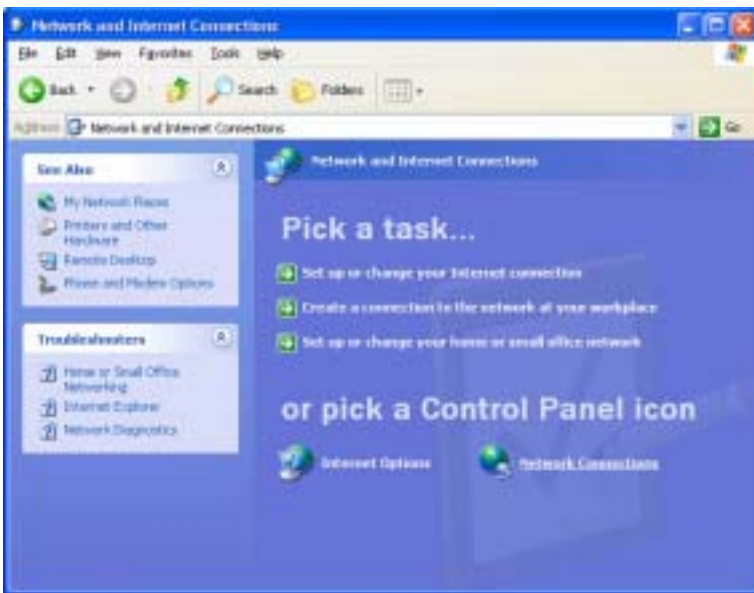 Network and Internet Connections
File Edit View Favorites Tools Help
Back Search Folders
Address Network and Internet Connections Go
See Also
My Network Places
Printers and Other
Hardware
Remote Desktop
Phone and Modem Options
Troubleshooters
Home or Small Office
Networking
Internet Explorer
Network Diagnostics
Network and Internet Connections
Pick a task...
Set up or change your Internet connection
Create a connection to the network at your workplace
Set up or change your home or small office network
or pick a Control Panel icon
Internet Options Network Connections